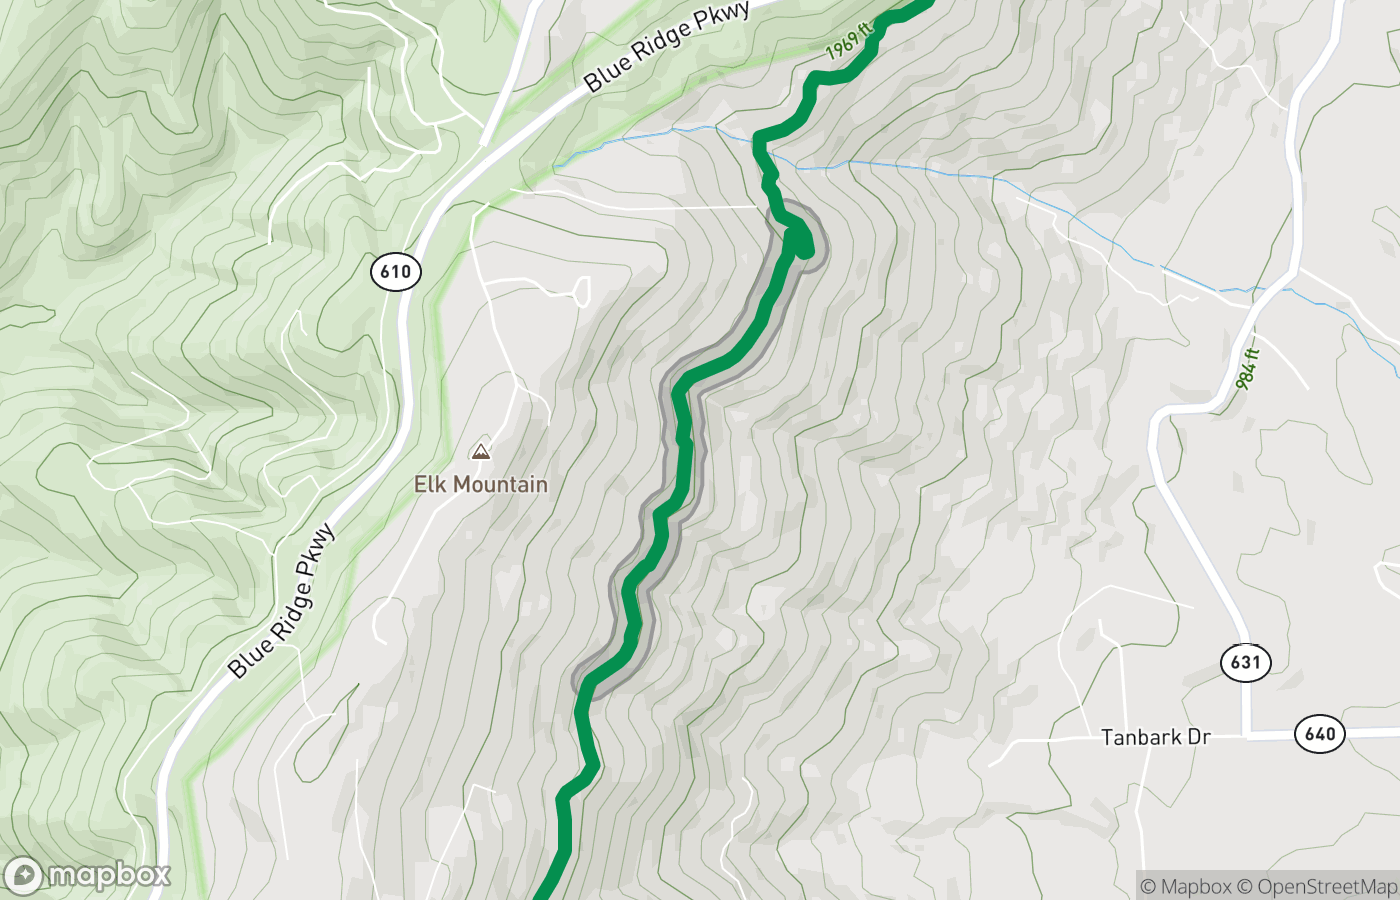 Blue Ridge Pkwy
1969 ft
610
984 ft
Elk Mountain
Blue Ridge Pkwy
631
640
Tanbark Dr
mapbox
© Mapbox © OpenStreetMap